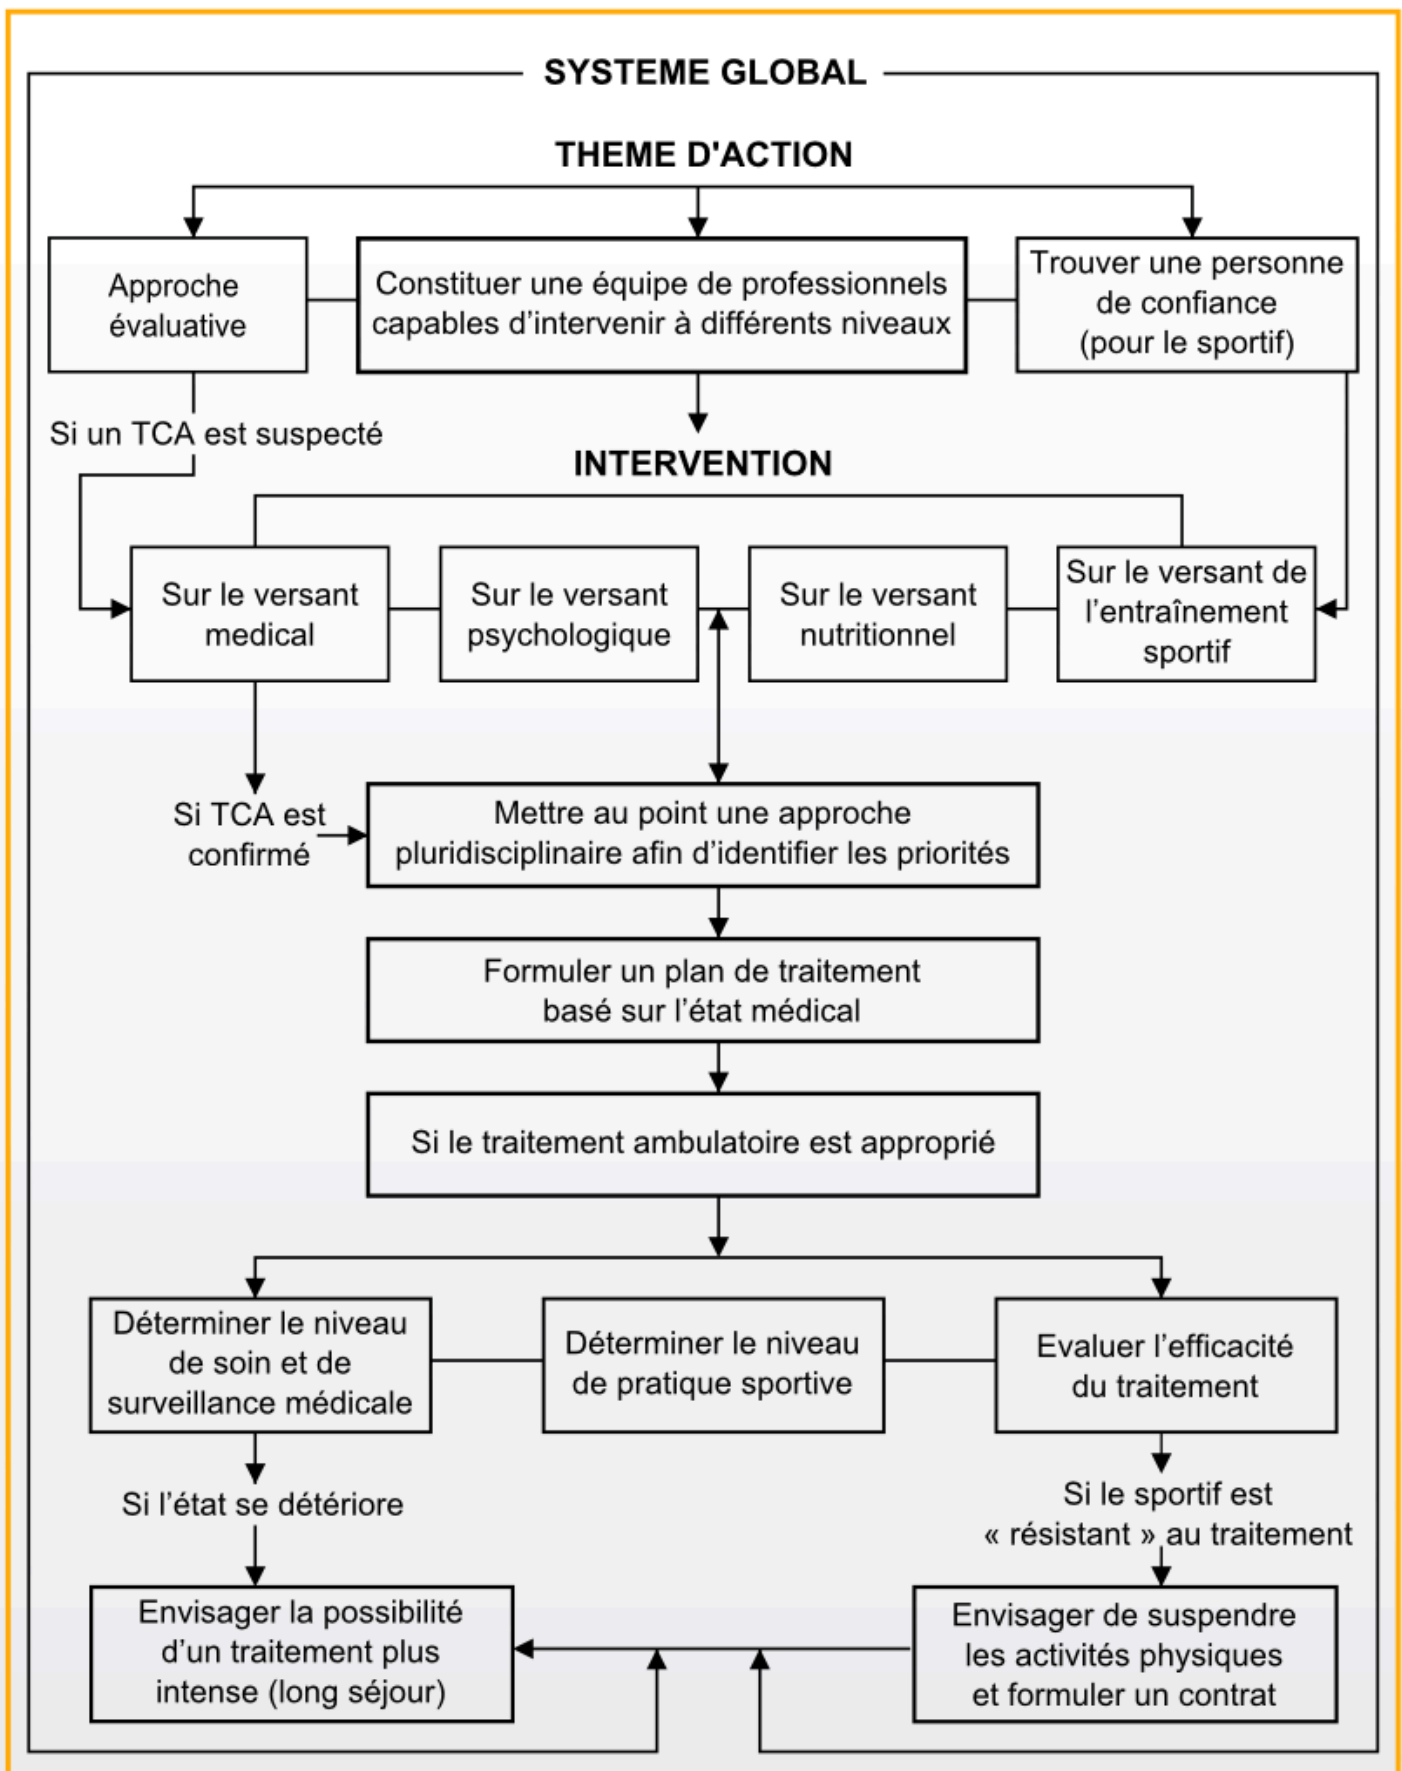 SYSTEME GLOBAL
THEME D'ACTION
Approche
évaluative
Constituer une équipe de professionnels
capables d'intervenir à différents niveaux
Trouver une personne
de confiance
(pour le sportif)
Si un TCA est suspecté
INTERVENTION
Sur le versant
medical
Sur le versant
psychologique
Sur le versant
nutritionnel
Sur le versant de
l'entraînement
sportif
Si TCA est
confirmé
Mettre au point une approche
pluridisciplinaire afin d'identifier les priorités
Formuler un plan de traitement
basé sur l'état médical
Si le traitement ambulatoire est approprié
Déterminer le niveau
de soin et de
surveillance médicale
Déterminer le niveau
de pratique sportive
Evaluer l'efficacité
du traitement
Si l'état se détériore
Si le sportif est
« résistant » au traitement
Envisager la possibilité
d'un traitement plus
intense (long séjour)
Envisager de suspendre
les activités physiques
et formuler un contrat